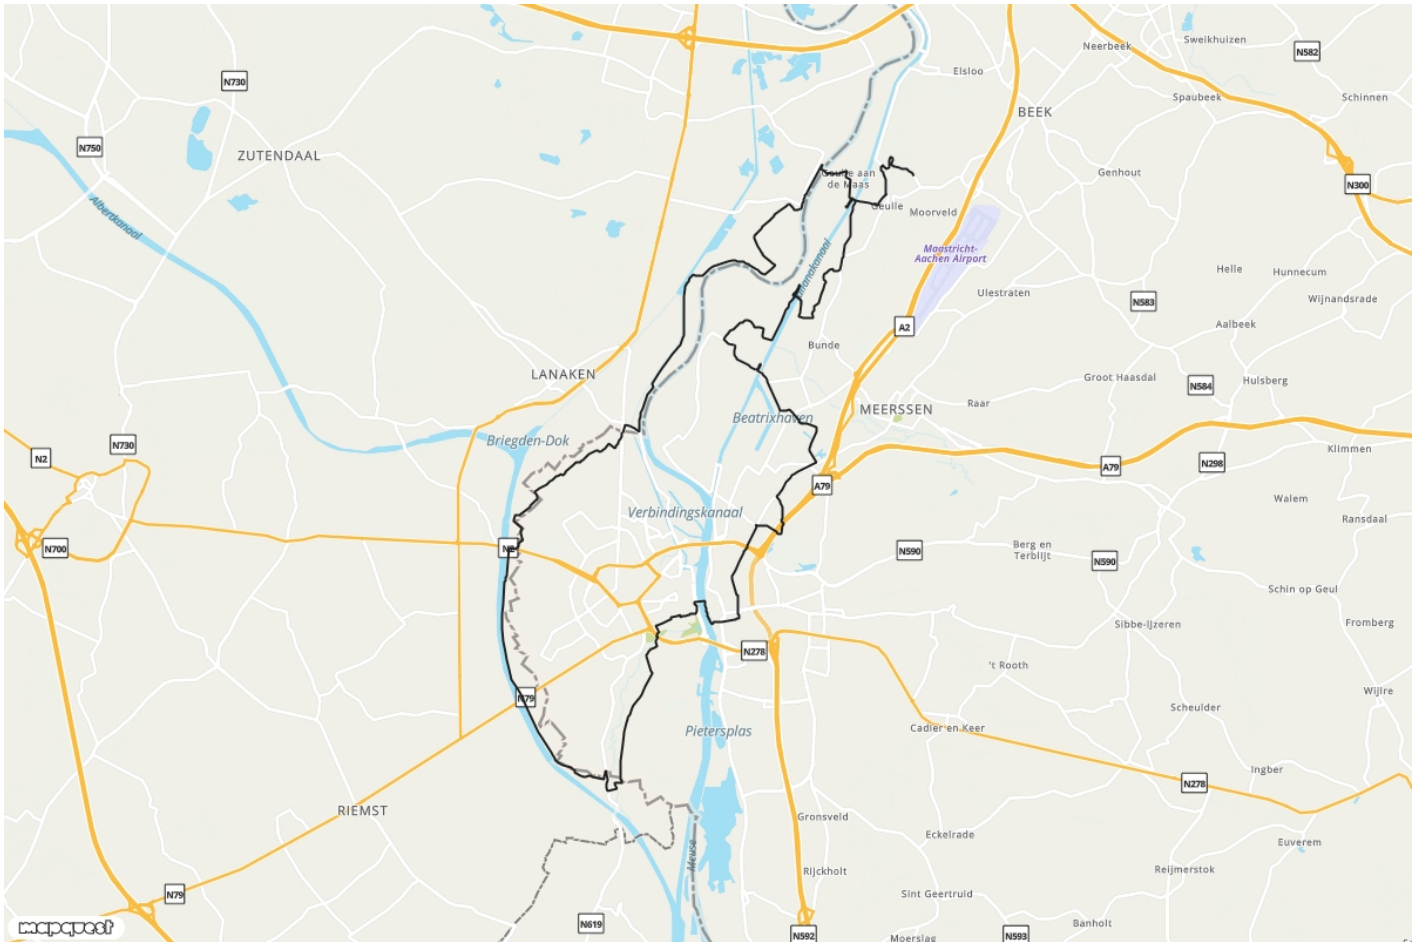 Sweikhuizen
Neerbeek
N582
Elsloo
N730
Spaubeek
Schinnen
BEEK
N750
ZUTENDAAL
Genhout
Geulle aan
de Maas
N300
Albertkanaal
Geulle
Moorveld
Maastricht-
Aachen Airport
Helle
Hunnecum
Ulestraten
N583
Wijnandsrade
A2
Aalbeek
Bunde
LANAKEN
Groot Haasdal
N584
Hulsberg
Raar
MEERSSEN
Beatrixhaven
Briegden-Dok
N730
Klimmen
N2
A79
N298
A79
Walem
Verbindingskanaal
Ransdaal
N700
N2
N590
Berg en
Terblijt
N590
Schin op Geul
Sibbe-IJzeren
Fromberg
N278
't Rooth
Wijlre
N79
Scheulder
Pietersplas
Cadier en Keer
Ingber
N278
RIEMST
Gronsveld
Eckelrade
Euverem
Meuse
Rijckholt
Reijmerstok
N79
Sint Geertruid
mapquest
N619
Banholt
N592
Moerslag
N593